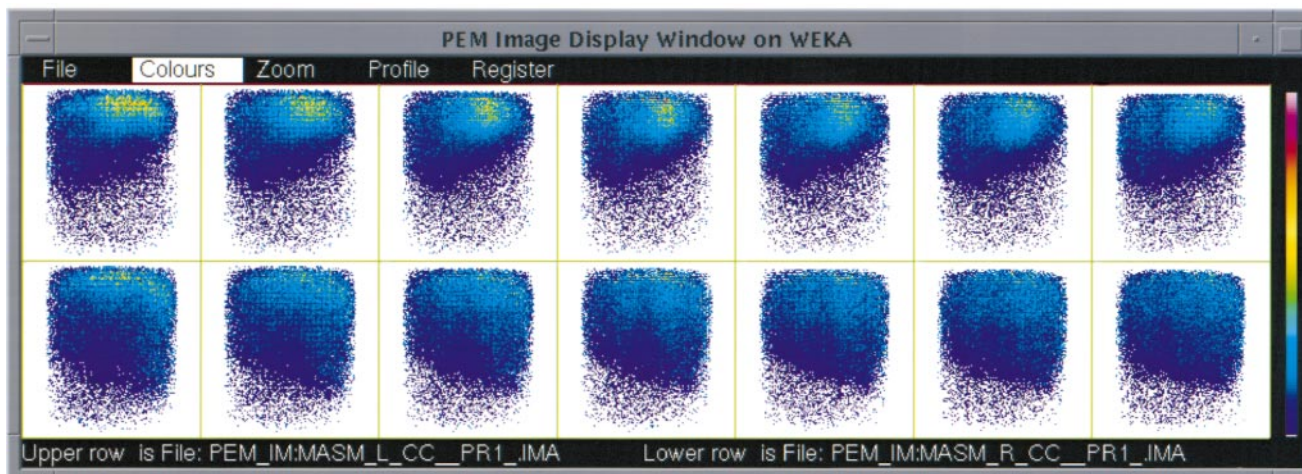 PEM Image Display Window on WEKA
File Colours Zoom Profile Register
Upper row is File: PEM_IM:MASM_L_CC__PR1_.IMA Lower row is File: PEM_IM:MASM_R_CC__PR1_.IMA